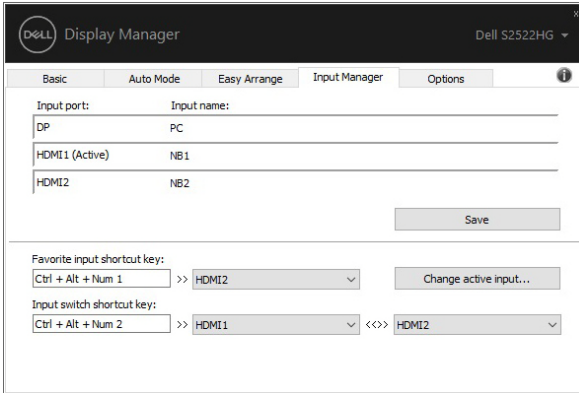 DELL Display Manager Dell S2522HG
Basic Auto Mode Easy Arrange Input Manager Options
Input port: Input name:
DP PC
HDMI1 (Active) NB1
HDMI2 NB2
Save
Favorite input shortcut key:
Ctrl + Alt + Num 1 >> HDMI2 Change active input...
Input switch shortcut key:
Ctrl + Alt + Num 2 >> HDMI1 <<>> HDMI2